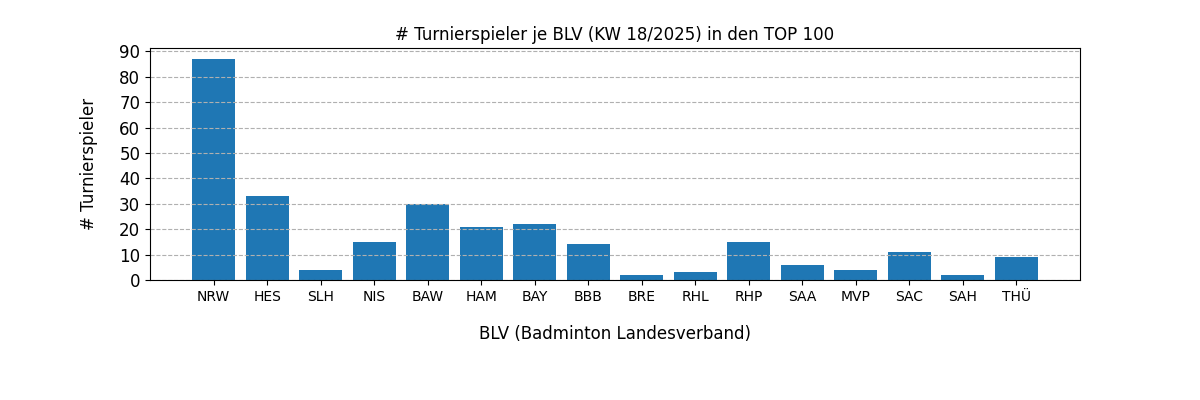 # Turnierspieler je BLV (KW 18/2025) in den TOP 100
# Turnierspieler
90
80
70
60
50
40
30
20
10
0
NRW HES SLH NIS BAW HAM BAY BBB BRE RHL RHP SAA MVP SAC SAH THÜ
BLV (Badminton Landesverband)